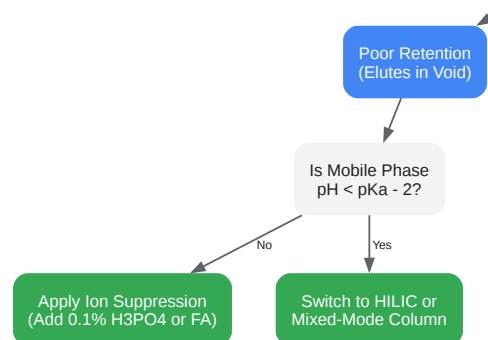 Poor Retention
(Elutes in Void)
Is Mobile Phase
pH < pKa - 2?
No
Yes
Apply Ion Suppression
(Add 0.1% H3PO4 or FA)
Switch to HILIC or
Mixed-Mode Column